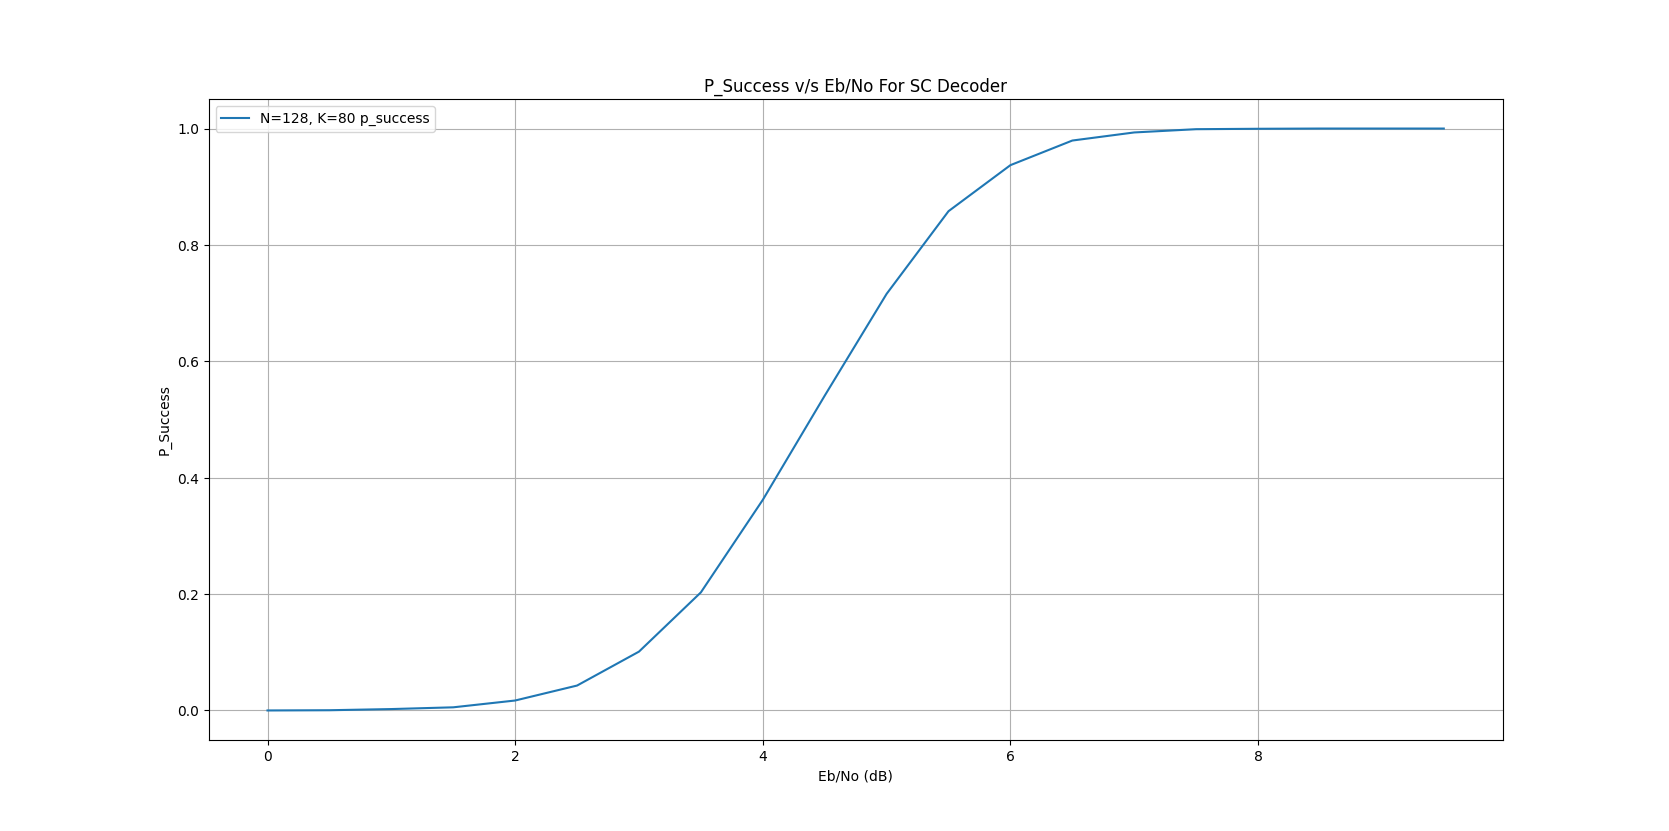 P_Success v/s Eb/No For SC Decoder
N=128, K=80 p_success
1.0
0.8
0.6
0.4
0.2
0.0
P_Success
0 2 4 6 8
Eb/No (dB)